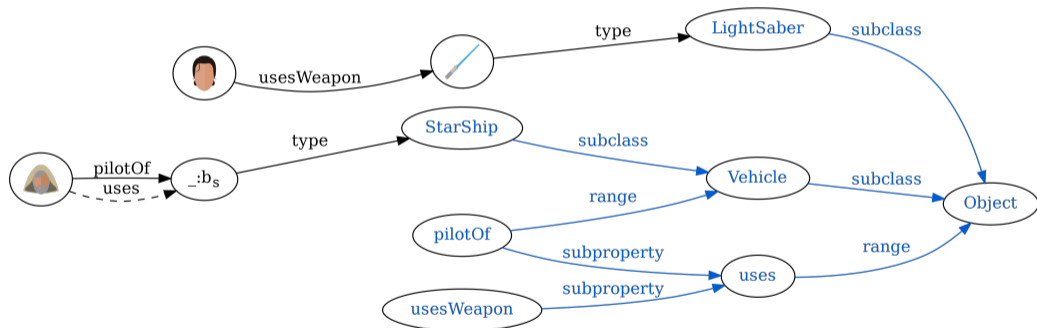 LightSaber
type
subclass
usesWeapon
StarShip
type
subclass
pilotOf
_:bₛ
uses
Vehicle
subclass
range
Object
pilotOf
subproperty
range
uses
subproperty
usesWeapon